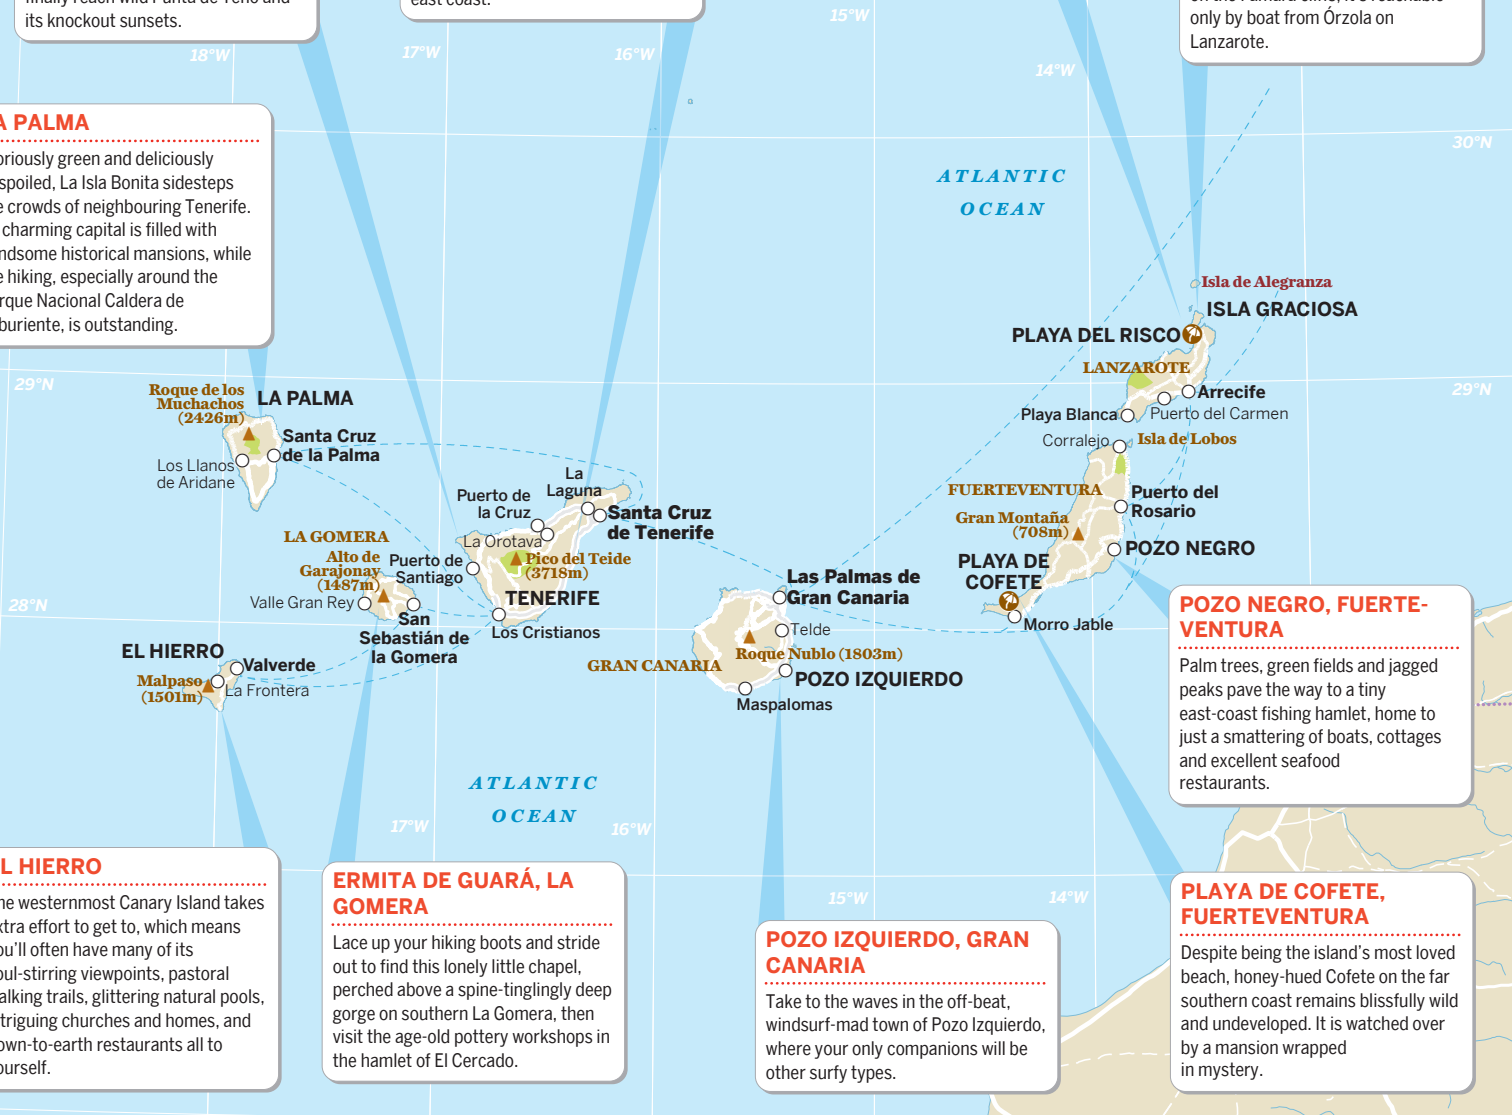 its knockout sunsets.
east coast.
only by boat from Órzola on
Lanzarote.
15°W
18°W
17°W
16°W
14°W
30°N
ATLANTIC
OCEAN
A PALMA
oriously green and deliciously
spoiled, La Isla Bonita sidesteps
e crowds of neighbouring Tenerife.
charming capital is filled with
ndsome historical mansions, while
e hiking, especially around the
rque Nacional Caldera de
buriente, is outstanding.
Isla de Alegranza
ISLA GRACIOSA
PLAYA DEL RISCO
LANZAROTE
Arrecife
Playa Blanca
Puerto del Carmen
29°N
29°N
Corralejo
Isla de Lobos
FUERTEVENTURA
Puerto del
Rosario
Gran Montaña
(708m)
POZO NEGRO
PLAYA DE
COFETE
Morro Jable
Roque de los
Muchachos
(2426m)
LA PALMA
Santa Cruz
de la Palma
Los Llanos
de Aridane
La
Laguna
Puerto de
la Cruz
Santa Cruz
de Tenerife
La Orotava
Pico del Teide
(3718m)
TENERIFE
Los Cristianos
LA GOMERA
Alto de
Garajonay
(1487m)
Puerto de
Santiago
Valle Gran Rey
San
Sebastián de
la Gomera
28°N
EL HIERRO
Valverde
Malpaso
(1501m)
La Frontera
Las Palmas de
Gran Canaria
Telde
Roque Nublo (1803m)
GRAN CANARIA
POZO IZQUIERDO
Maspalomas
POZO NEGRO, FUERTE-
VENTURA
Palm trees, green fields and jagged
peaks pave the way to a tiny
east-coast fishing hamlet, home to
just a smattering of boats, cottages
and excellent seafood
restaurants.
ATLANTIC
OCEAN
17°W
16°W
15°W
14°W
L HIERRO
he westernmost Canary Island takes
xtra effort to get to, which means
ou'll often have many of its
oul-stirring viewpoints, pastoral
alking trails, glittering natural pools,
triguing churches and homes, and
own-to-earth restaurants all to
ourself.
ERMITA DE GUARÁ, LA
GOMERA
Lace up your hiking boots and stride
out to find this lonely little chapel,
perched above a spine-tinglingly deep
gorge on southern La Gomera, then
visit the age-old pottery workshops in
the hamlet of El Cercado.
POZO IZQUIERDO, GRAN
CANARIA
Take to the waves in the off-beat,
windsurf-mad town of Pozo Izquierdo,
where your only companions will be
other surfy types.
PLAYA DE COFETE,
FUERTEVENTURA
Despite being the island's most loved
beach, honey-hued Cofete on the far
southern coast remains blissfully wild
and undeveloped. It is watched over
by a mansion wrapped
in mystery.